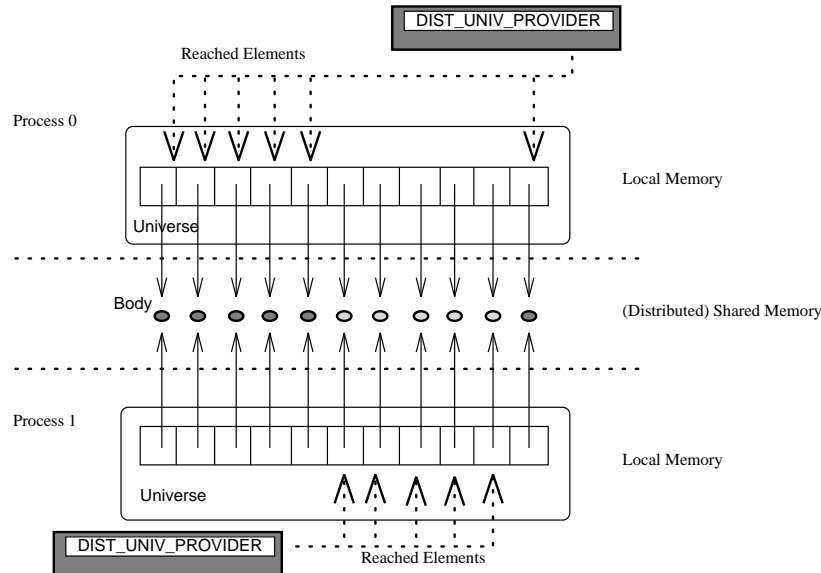 DIST_UNIV_PROVIDER
Reached Elements
Process 0
Local Memory
Universe
Body
(Distributed) Shared Memory
Process 1
Local Memory
Universe
DIST_UNIV_PROVIDER
Reached Elements